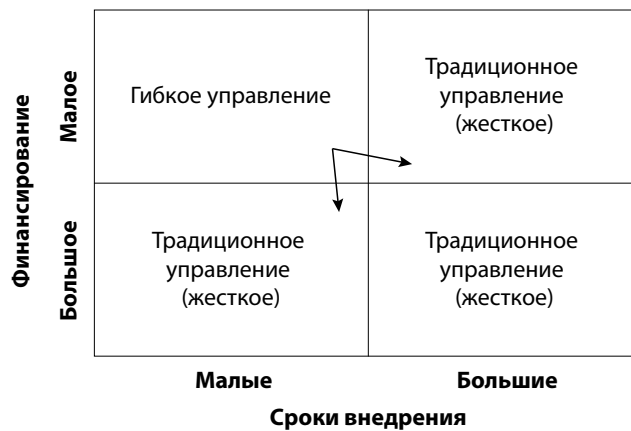 Финансирование
Малое
Гибкое управление
Традиционное
управление
(жесткое)
Большое
Традиционное
управление
(жесткое)
Традиционное
управление
(жесткое)
Малые
Большие
Сроки внедрения